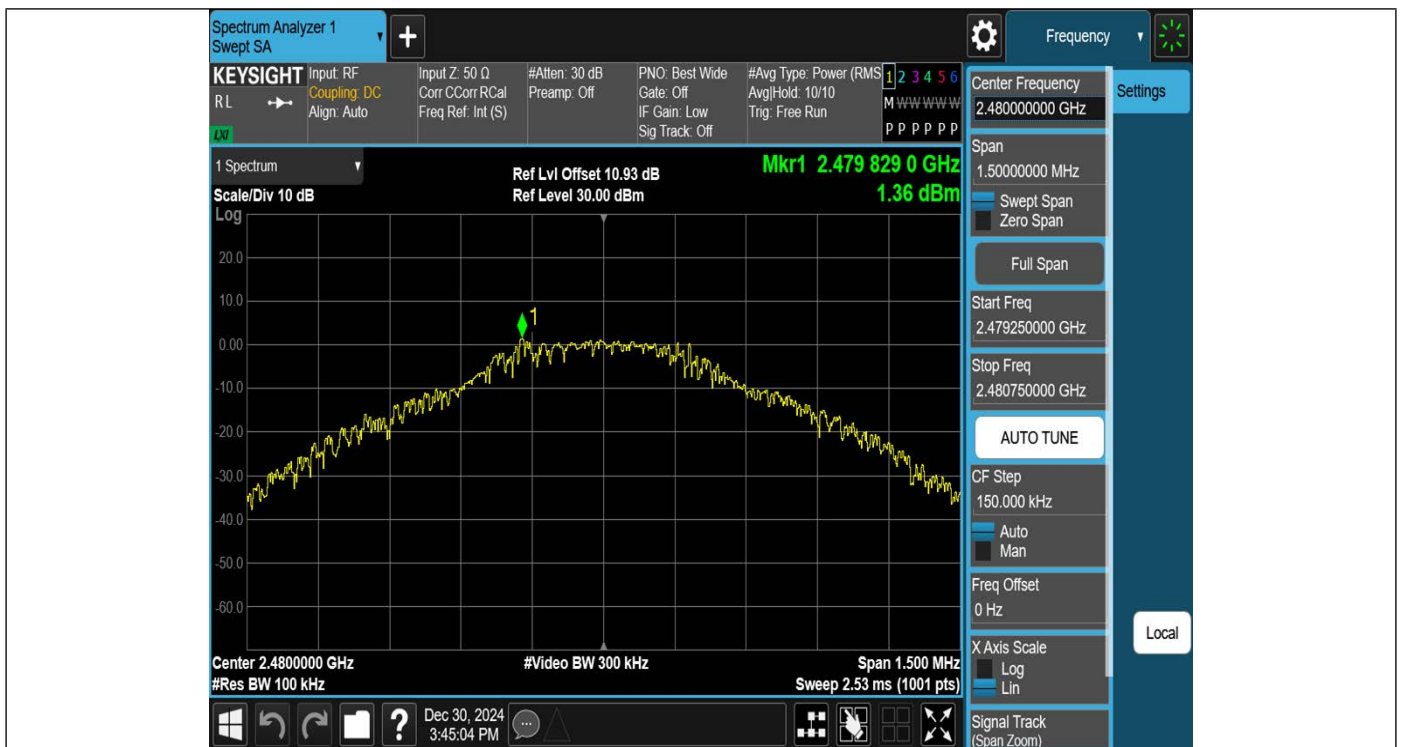 Spectrum Analyzer 1
Swept SA
Frequency
KEYSIGHT
RL
LXI
Input: RF
Coupling: DC
Align: Auto
Input Z: 50 Ω
Corr CCorr RCal
Freq Ref: Int (S)
#Atten: 30 dB
Preamp: Off
PNO: Best Wide
Gate: Off
IF Gain: Low
Sig Track: Off
#Avg Type: Power (RMS
Avg|Hold: 10/10
Trig: Free Run
1 2 3 4 5 6
M W W W W W
P P P P P P
1 Spectrum
Scale/Div 10 dB
Ref Lvl Offset 10.93 dB
Ref Level 30.00 dBm
Mkr1 2.479 829 0 GHz
1.36 dBm
Log
20.0
10.0
0.00
-10.0
-20.0
-30.0
-40.0
-50.0
-60.0
1
Center 2.4800000 GHz
#Res BW 100 kHz
#Video BW 300 kHz
Span 1.500 MHz
Sweep 2.53 ms (1001 pts)
Center Frequency
2.480000000 GHz
Span
1.50000000 MHz
Swept Span
Zero Span
Full Span
Start Freq
2.479250000 GHz
Stop Freq
2.480750000 GHz
AUTO TUNE
CF Step
150.000 kHz
Auto
Man
Freq Offset
0 Hz
X Axis Scale
Log
Lin
Signal Track
(Span Zoom)
Settings
Local
?
Dec 30, 2024
3:45:04 PM